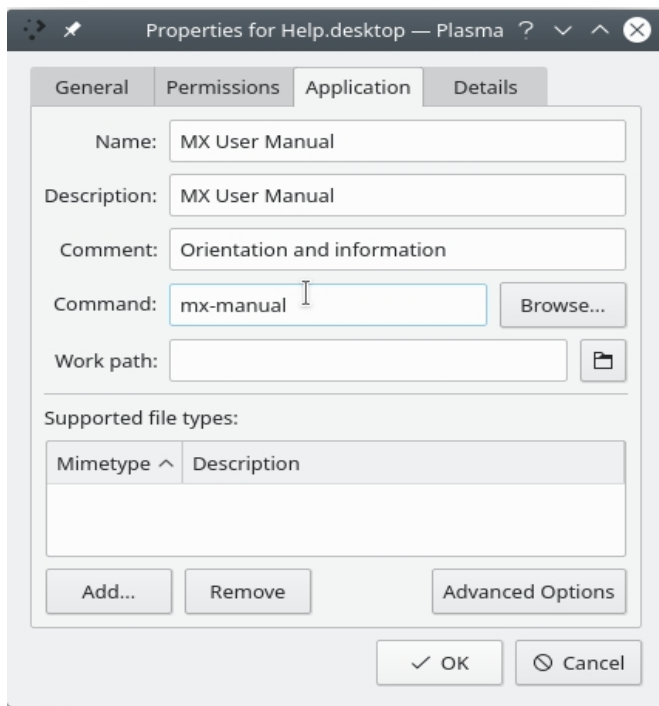 Properties for Help.desktop — Plasma ?
General Permissions Application Details
Name: MX User Manual
Description: MX User Manual
Comment: Orientation and information
Command: mx-manual Browse...
Work path:
Supported file types:
Mimetype Description
Add... Remove Advanced Options
OK Cancel